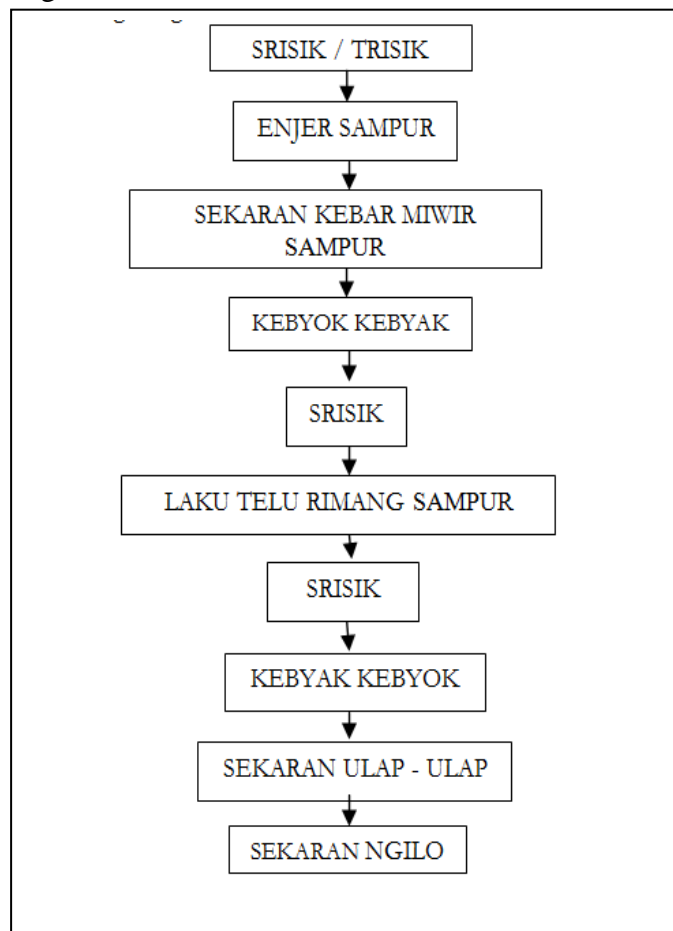 SRISIK / TRISIK
ENJER SAMPUR
SEKARAN KEBAR MIWIR
SAMPUR
KEBYOK KEBYAK
SRISIK
LAKU TELU RIMANG SAMPUR
SRISIK
KEBYAK KEBYOK
SEKARAN ULAP - ULAP
SEKARAN NGILO